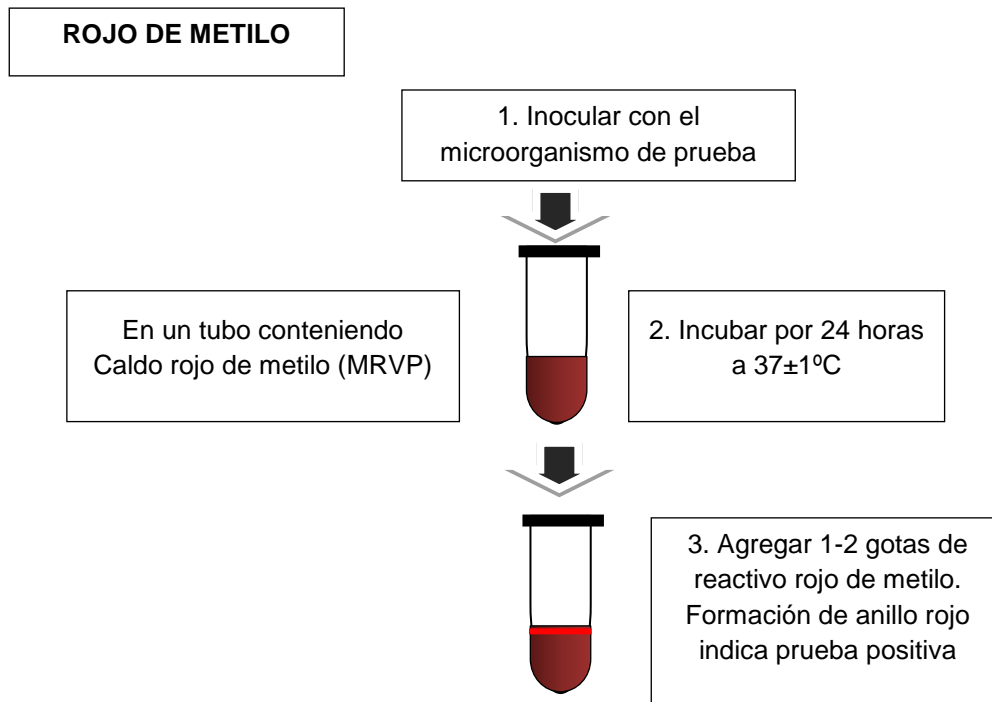 ROJO DE METILO
1. Inocular con el
microorganismo de prueba
En un tubo conteniendo
Caldo rojo de metilo (MRVP)
2. Incubar por 24 horas
a 37±1ºC
3. Agregar 1-2 gotas de
reactivo rojo de metilo.
Formación de anillo rojo
indica prueba positiva